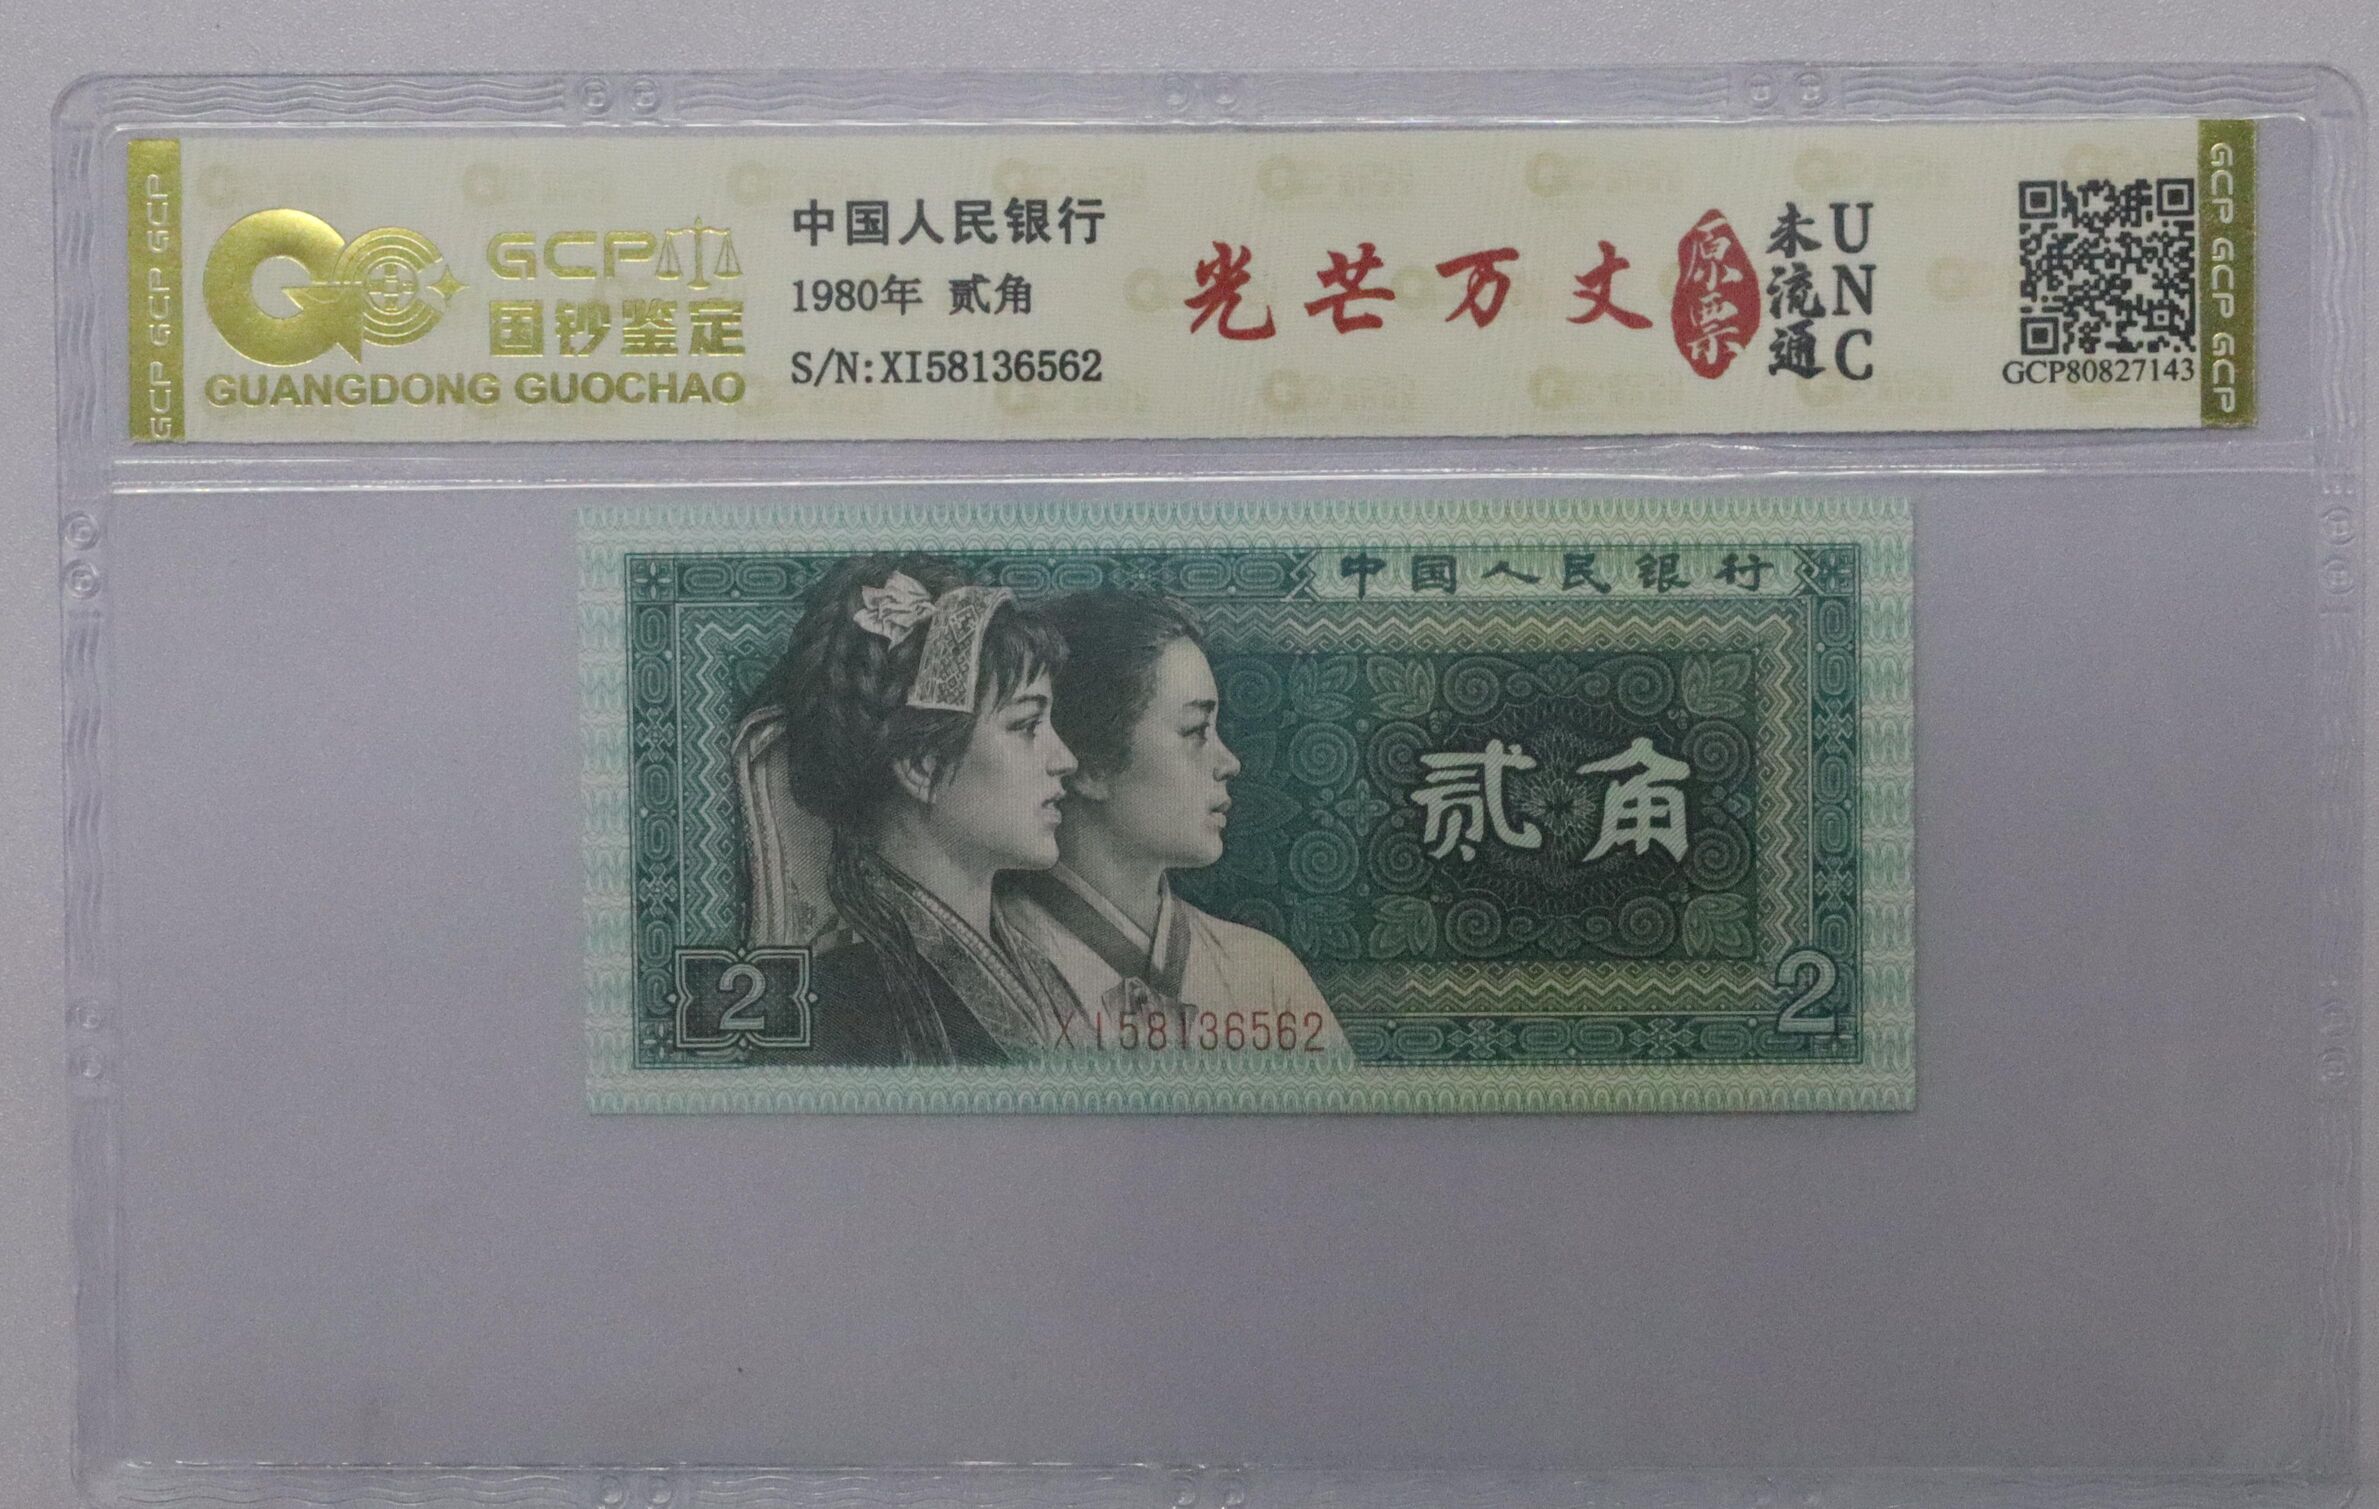 GCP GCP GCP
GCP
国钞鉴定
GUANGDONG GUOCHAO
中国人民银行
1980年 贰角
S/N:XI58136562
光芒万丈
原票
未流通
UNC
GCP80827143
GCP GCP GCP
中国人民银行
贰角
2
2
XI58136562